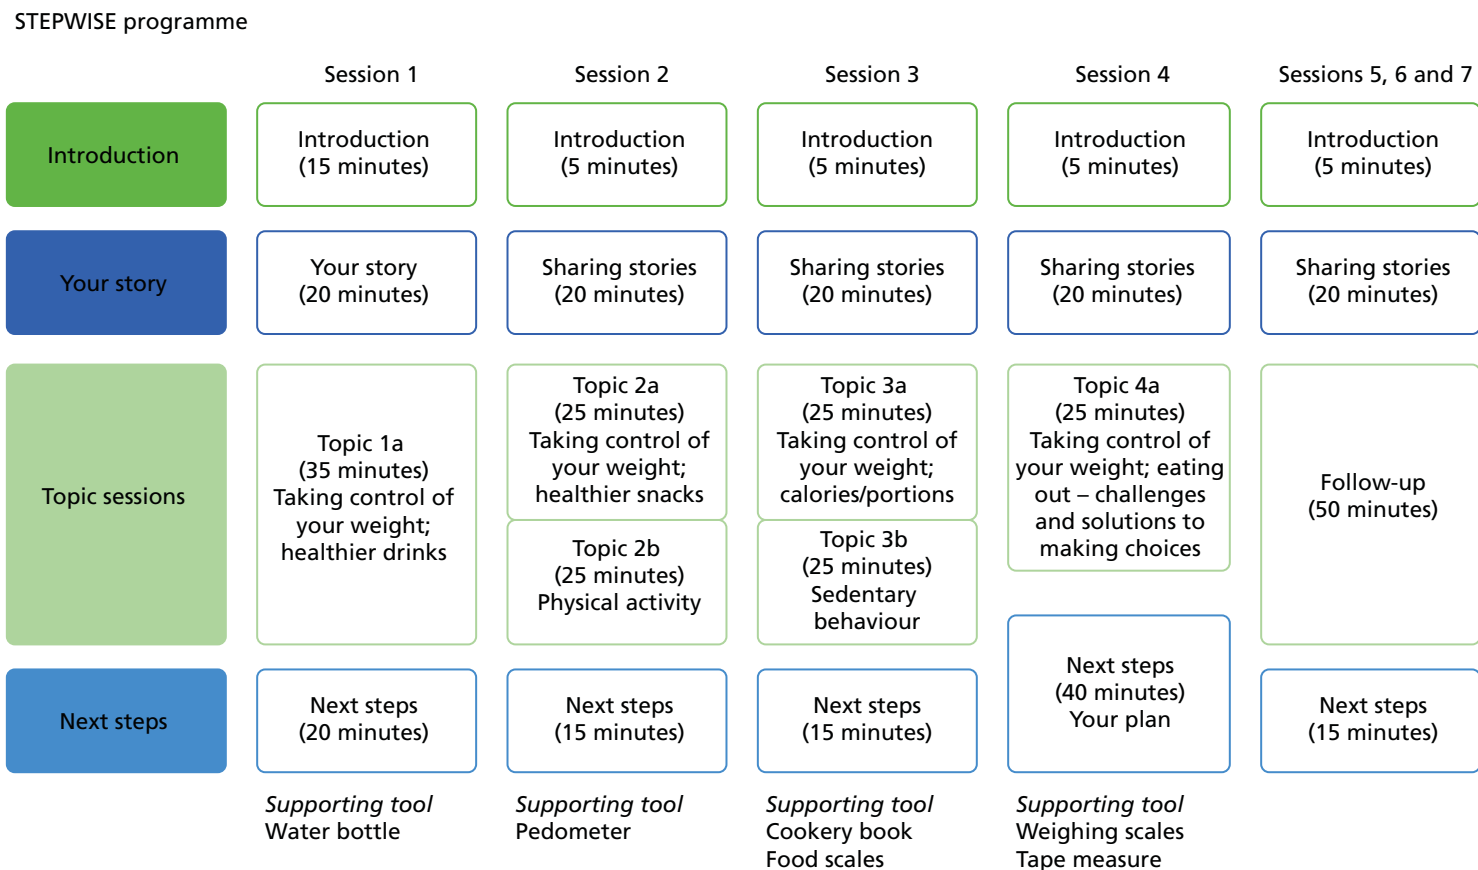 STEPWISE programme
Session 1
Session 2
Session 3
Session 4
Sessions 5, 6 and 7
Introduction
Introduction
(15 minutes)
Introduction
(5 minutes)
Introduction
(5 minutes)
Introduction
(5 minutes)
Introduction
(5 minutes)
Your story
Your story
(20 minutes)
Sharing stories
(20 minutes)
Sharing stories
(20 minutes)
Sharing stories
(20 minutes)
Sharing stories
(20 minutes)
Topic sessions
Topic 1a
(35 minutes)
Taking control of
your weight;
healthier drinks
Topic 2a
(25 minutes)
Taking control of
your weight;
healthier snacks
Topic 2b
(25 minutes)
Physical activity
Topic 3a
(25 minutes)
Taking control of
your weight;
calories/portions
Topic 3b
(25 minutes)
Sedentary
behaviour
Topic 4a
(25 minutes)
Taking control of
your weight; eating
out – challenges
and solutions to
making choices
Follow-up
(50 minutes)
Next steps
Next steps
(20 minutes)
Next steps
(15 minutes)
Next steps
(15 minutes)
Next steps
(40 minutes)
Your plan
Next steps
(15 minutes)
Supporting tool
Water bottle
Supporting tool
Pedometer
Supporting tool
Cookery book
Food scales
Supporting tool
Weighing scales
Tape measure